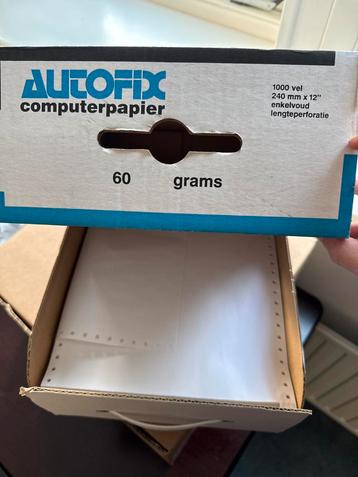 AUTOFIX
computerpapier
1000 vel
240 mm x 12"
enkelvoud
lengteperforatie
60 grams